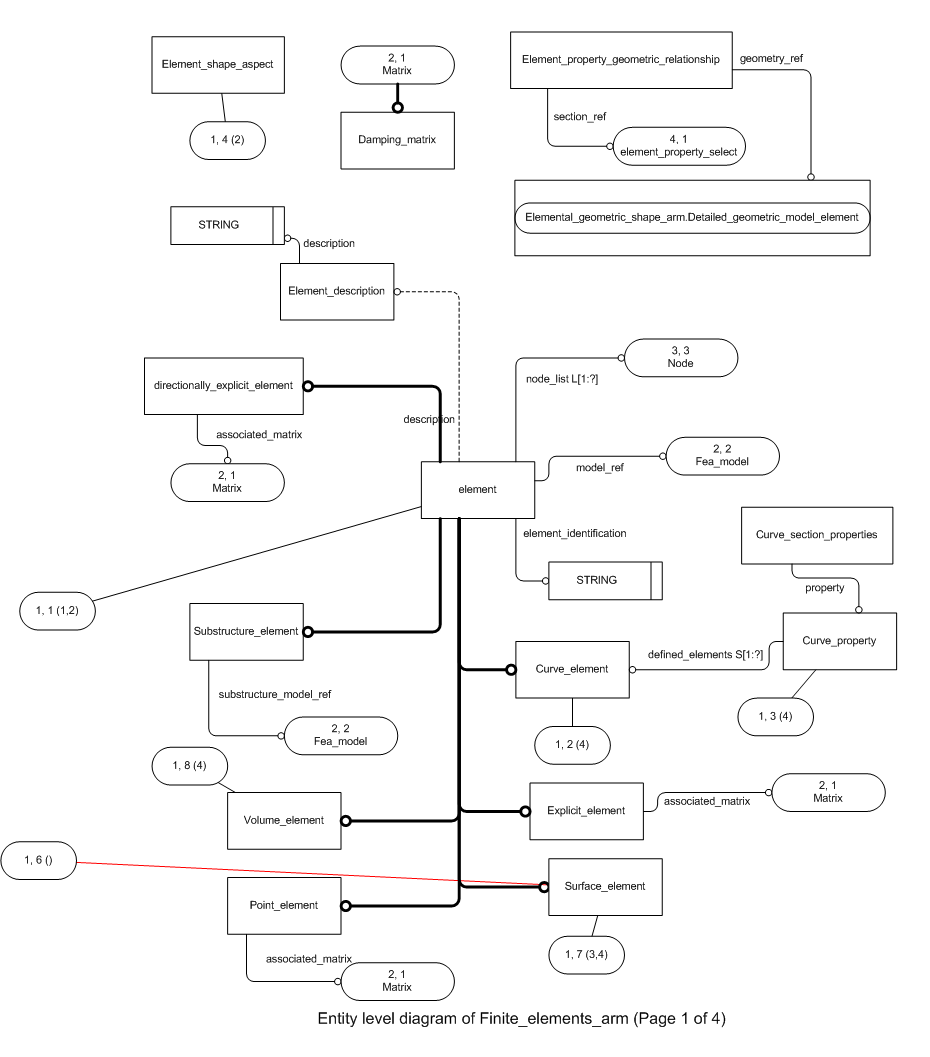 Element_shape_aspect
1, 4 (2)
2, 1
Matrix
Damping_matrix
Element_property_geometric_relationship
geometry_ref
section_ref
4, 1
element_property_select
Elemental_geometric_shape_arm.Detailed_geometric_model_element
STRING
description
Element_description
directionally_explicit_element
associated_matrix
2, 1
Matrix
description
3, 3
Node
node_list L[1:?]
2, 2
Fea_model
model_ref
element
element_identification
STRING
Curve_section_properties
property
Curve_property
defined_elements S[1:?]
1, 3 (4)
1, 1 (1,2)
Substructure_element
substructure_model_ref
2, 2
Fea_model
Curve_element
1, 2 (4)
1, 8 (4)
Volume_element
Explicit_element
associated_matrix
2, 1
Matrix
1, 6 ()
Surface_element
1, 7 (3,4)
Point_element
associated_matrix
2, 1
Matrix
Entity level diagram of Finite_elements_arm (Page 1 of 4)